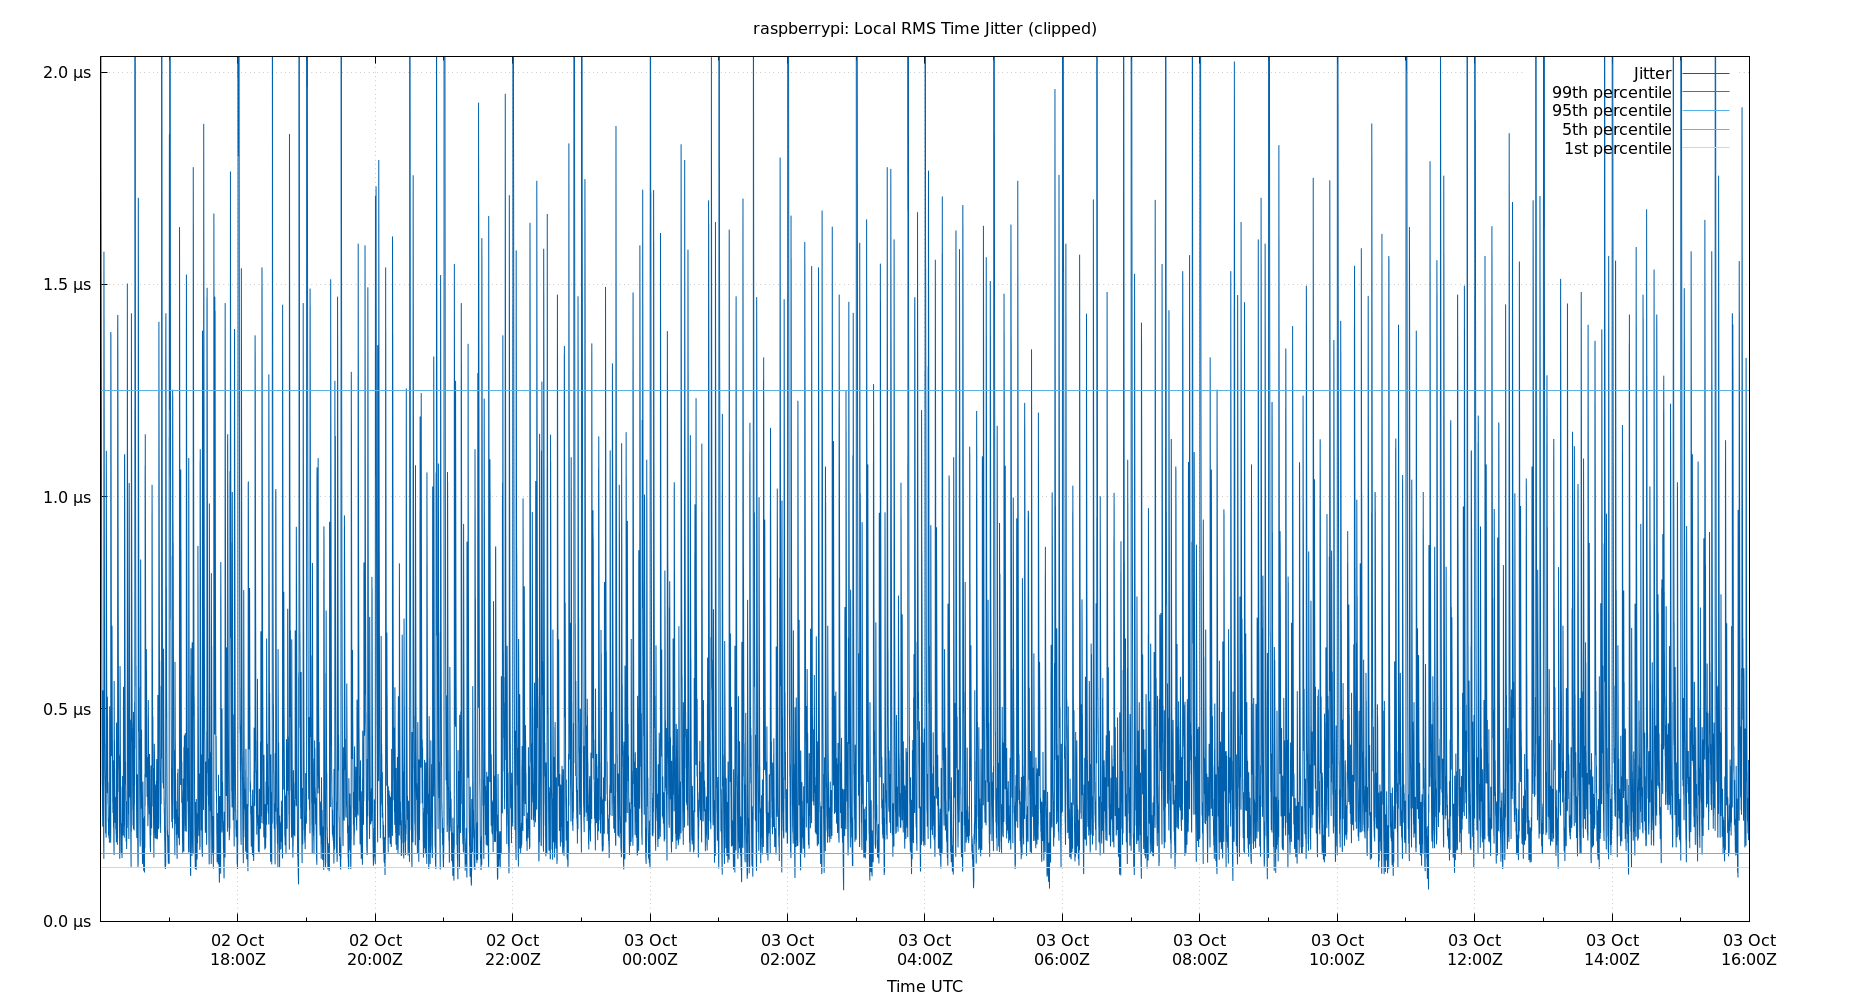 raspberrypi: Local RMS Time Jitter (clipped)
2.0 μs
1.5 μs
1.0 μs
0.5 μs
0.0 μs
Jitter
99th percentile
95th percentile
5th percentile
1st percentile
02 Oct
18:00Z
02 Oct
20:00Z
02 Oct
22:00Z
03 Oct
00:00Z
03 Oct
02:00Z
03 Oct
04:00Z
03 Oct
06:00Z
03 Oct
08:00Z
03 Oct
10:00Z
03 Oct
12:00Z
03 Oct
14:00Z
03 Oct
16:00Z
Time UTC